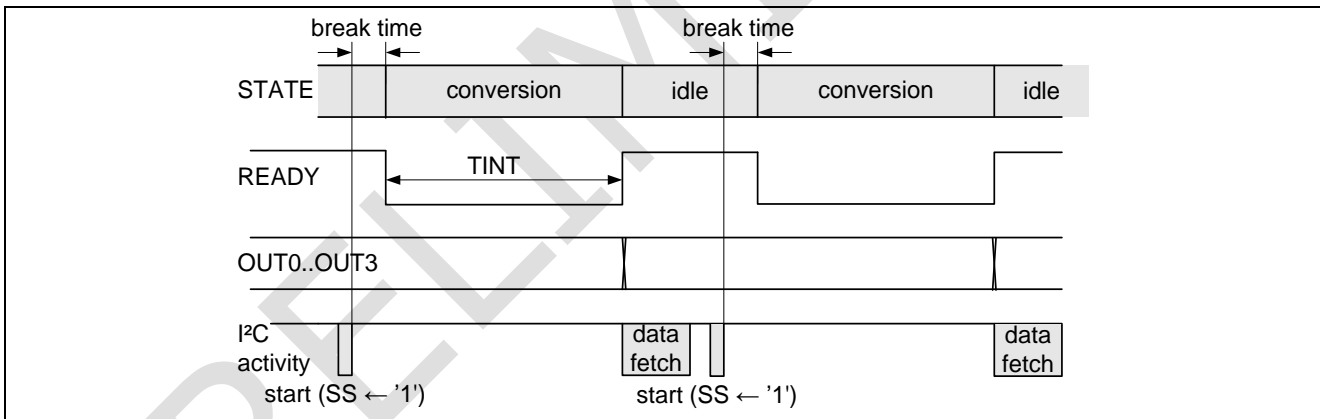 break time break time
STATE conversion idle conversion idle
READY TINT
OUT0..OUT3
I²C data data
activity fetch fetch
start (SS ← '1') start (SS ← '1')
PRELIMI